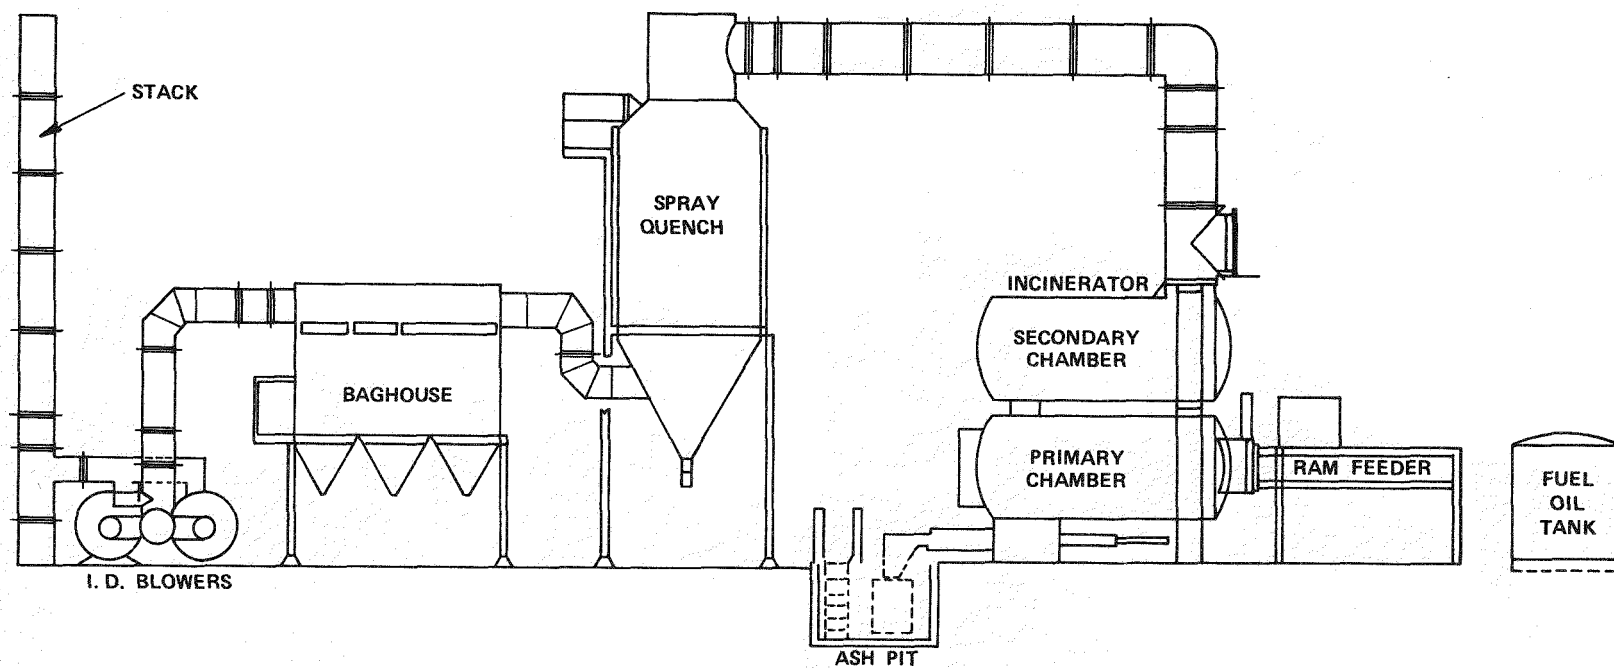 STACK
SPRAY
QUENCH
INCINERATOR
SECONDARY
CHAMBER
BAGHOUSE
PRIMARY
CHAMBER
RAM FEEDER
FUEL
OIL
TANK
I. D. BLOWERS
ASH PIT